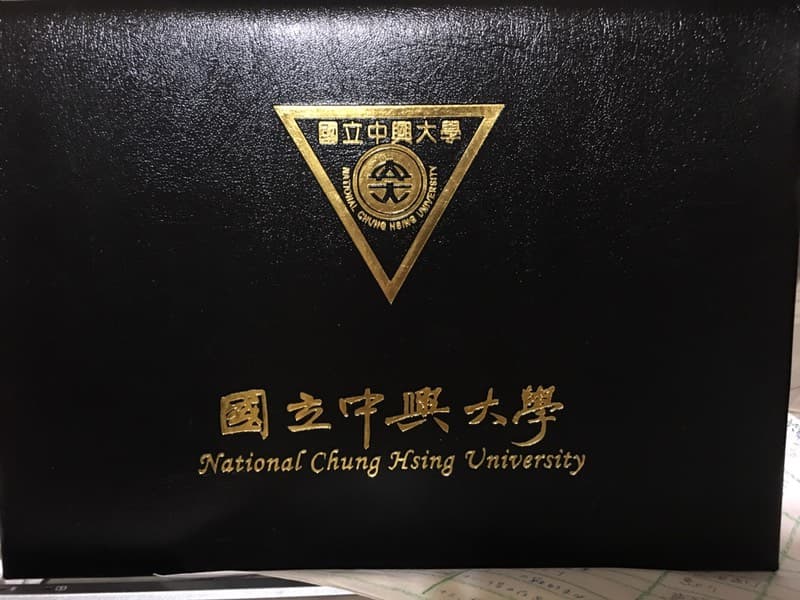 國立中興大學
NATIONAL CHUNG HSING UNIVERSITY
國立中興大學
National Chung Hsing University